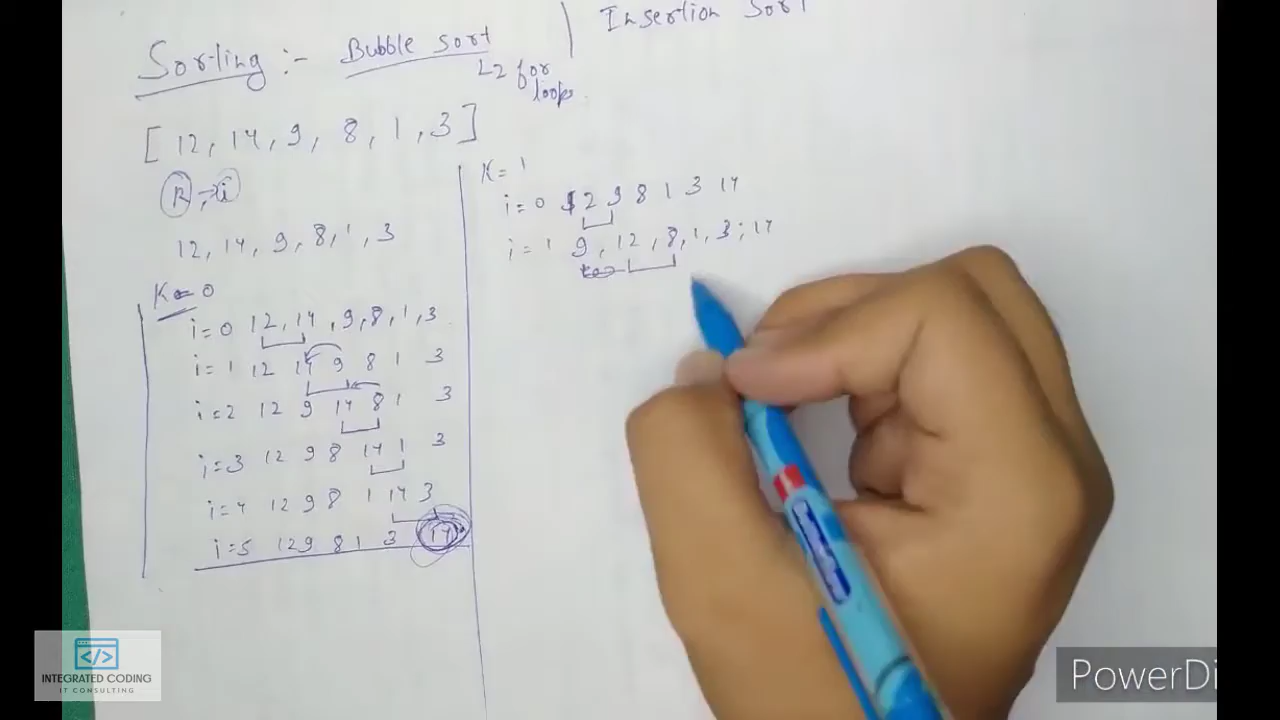 Sorting :- Bubble sort | Insertion Sort
↳2 for
loops.
[12, 14, 9, 8, 1, 3]
K, → i
12, 14, 9, 8, 1, 3
K = 0
i=0 12, 14, 9, 8, 1, 3
i=1 12 14 9 8 1 3
i=2 12 9 14 8 1 3
i=3 12 9 8 14 1 3
i=4 12 9 8 1 14 3
i=5 12 9 8 1 3 14
K = 1
i=0 12 9 8 1 3 14
i=1 9, 12, 8, 1, 3, 14
INTEGRATED CODING
IT CONSULTING
PowerDi